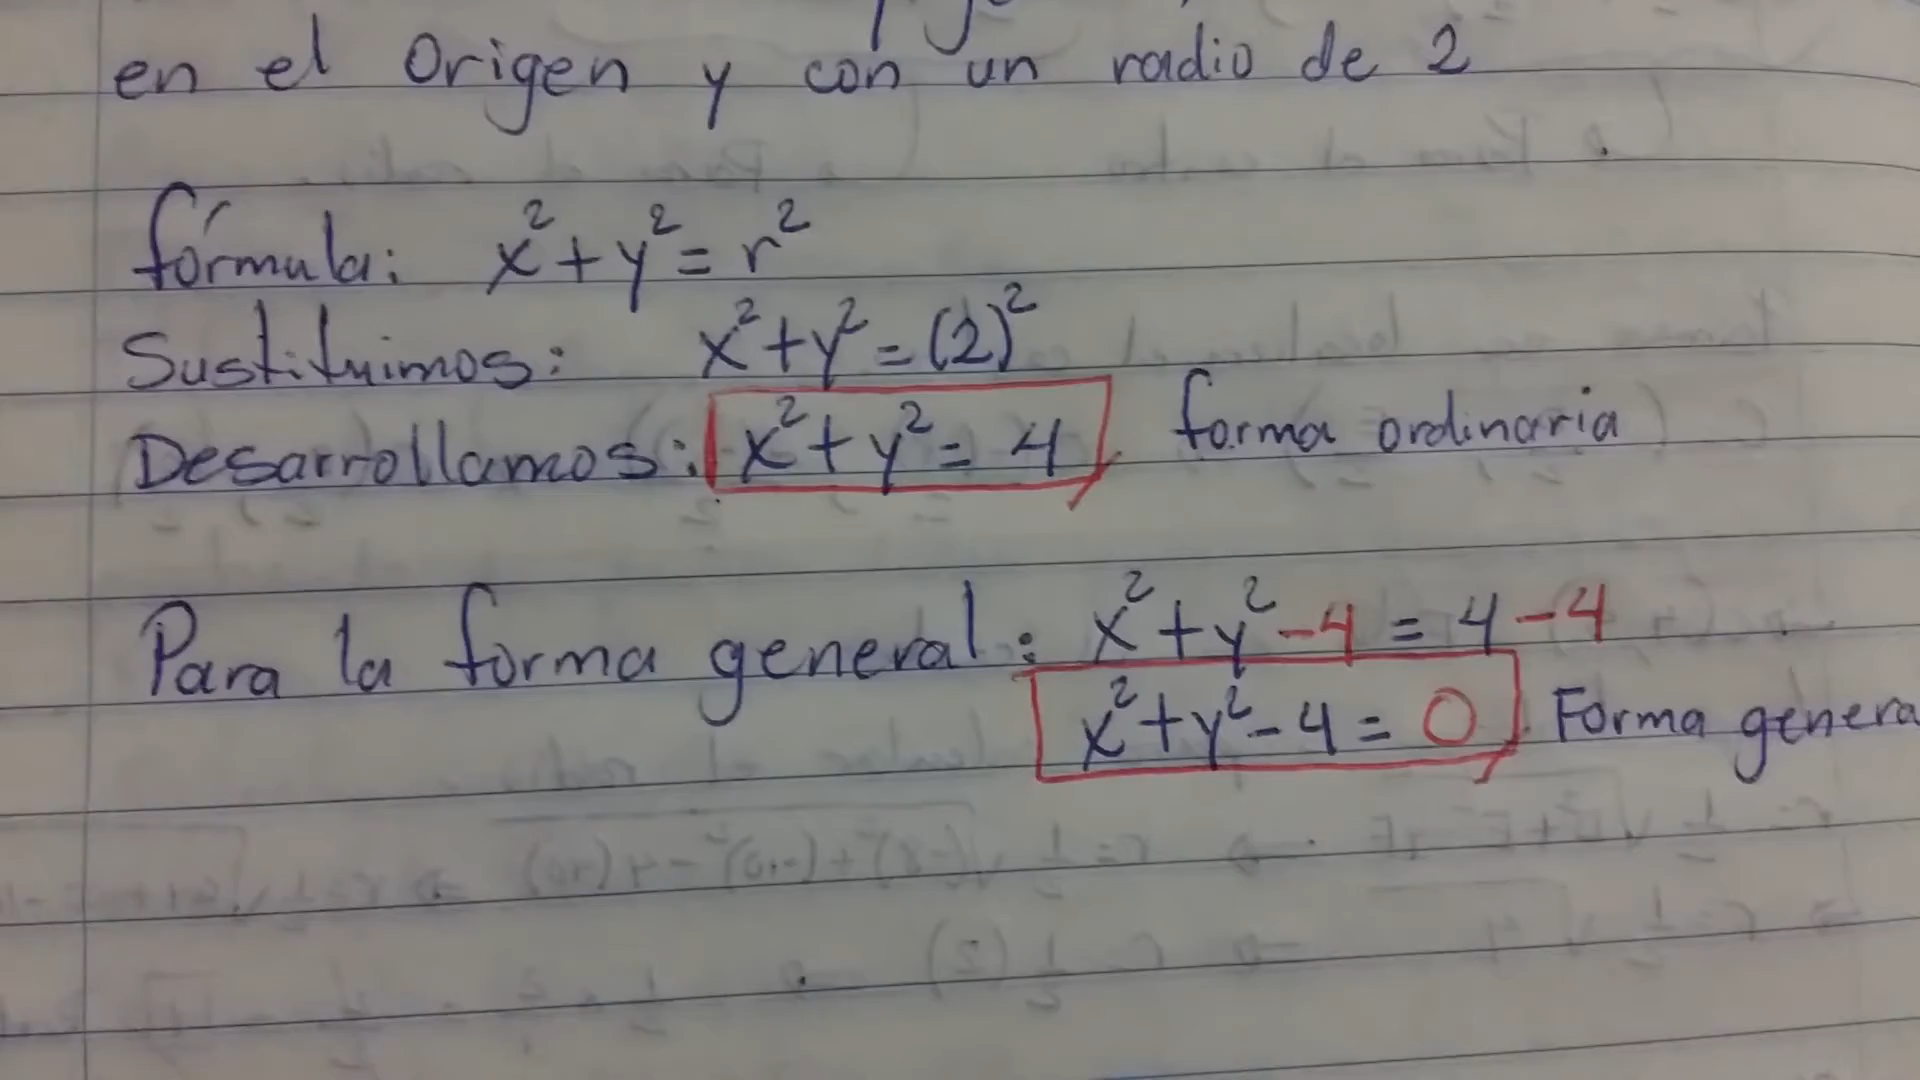 en el Origen y con un radio de 2
fórmula: x²+y²=r²
Sustituimos: x²+y²=(2)²
Desarrollamos: x²+y²=4 forma ordinaria
Para la forma general: x²+y²-4=4-4
x²+y²-4=0 Forma genera